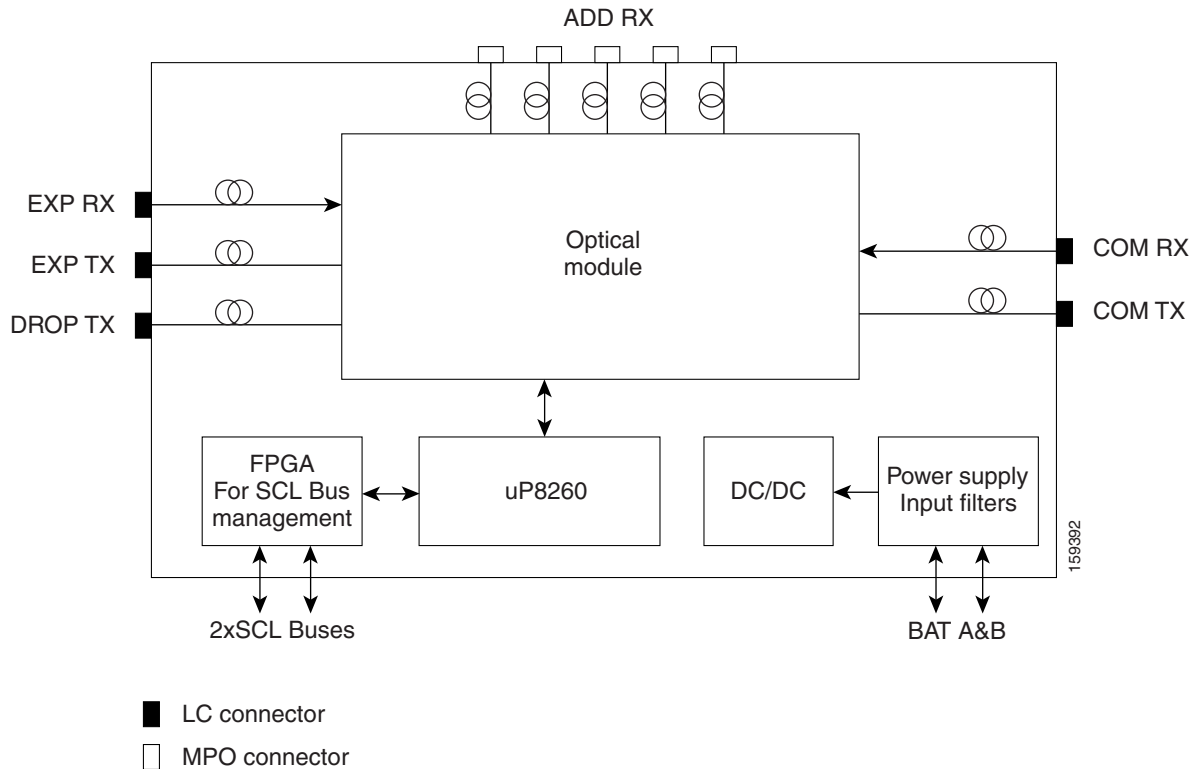 ADD RX
EXP RX
EXP TX
DROP TX
Optical
module
COM RX
COM TX
FPGA
For SCL Bus
management
uP8260
DC/DC
Power supply
Input filters
159392
2xSCL Buses
BAT A&B
LC connector
MPO connector